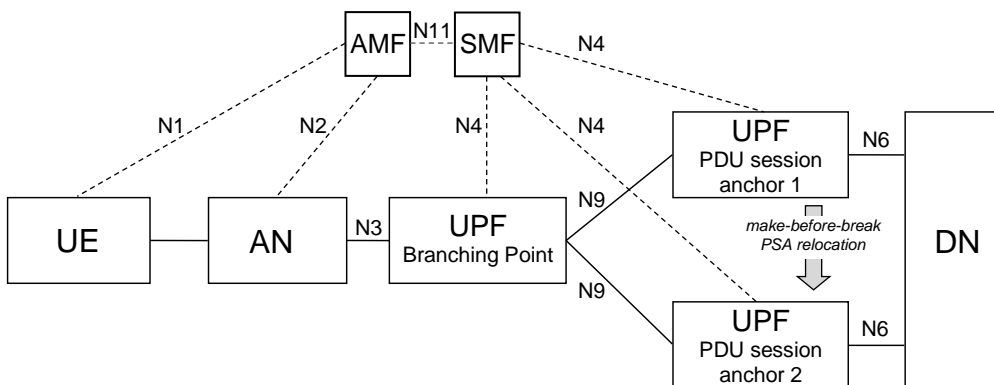 AMF
N11
SMF
N4
N1
N2
N4
N4
UPF
PDU session
anchor 1
N6
UE
AN
N3
UPF
Branching Point
N9
N9
make-before-break
PSA relocation
DN
UPF
PDU session
anchor 2
N6